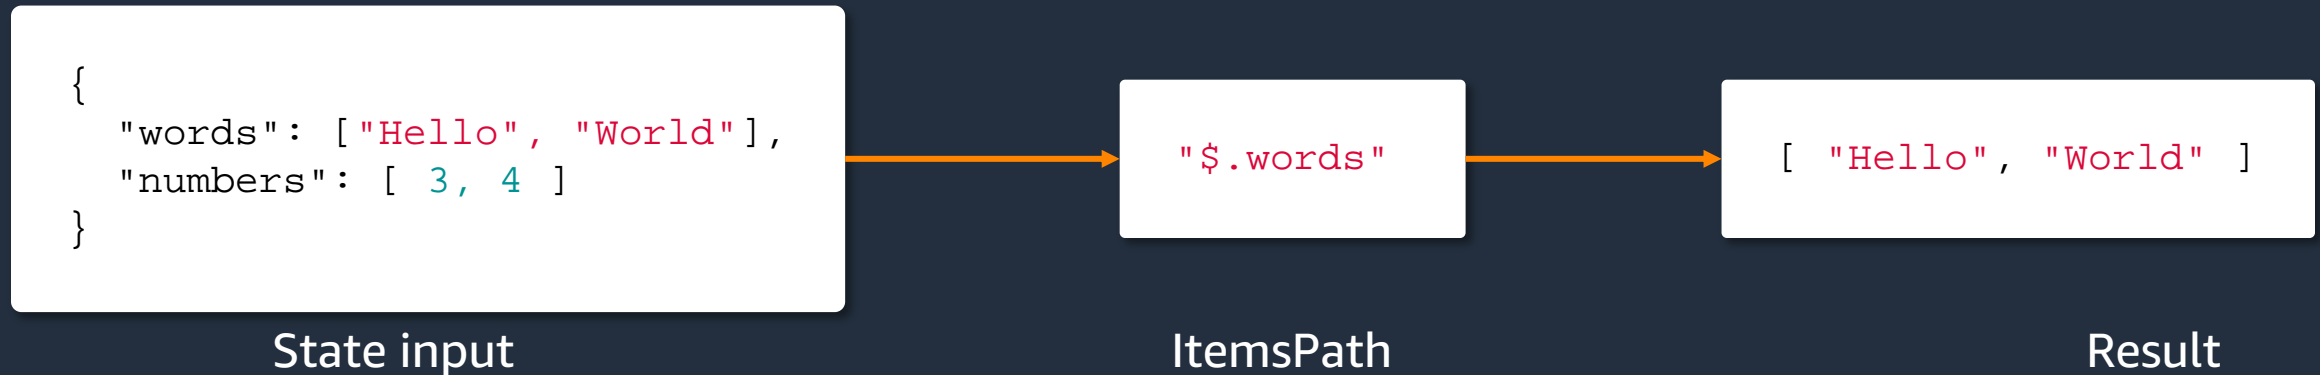 {
"words": ["Hello", "World"],
"numbers": [ 3, 4 ]
}
State input
"$.words"
ItemsPath
[ "Hello", "World" ]
Result